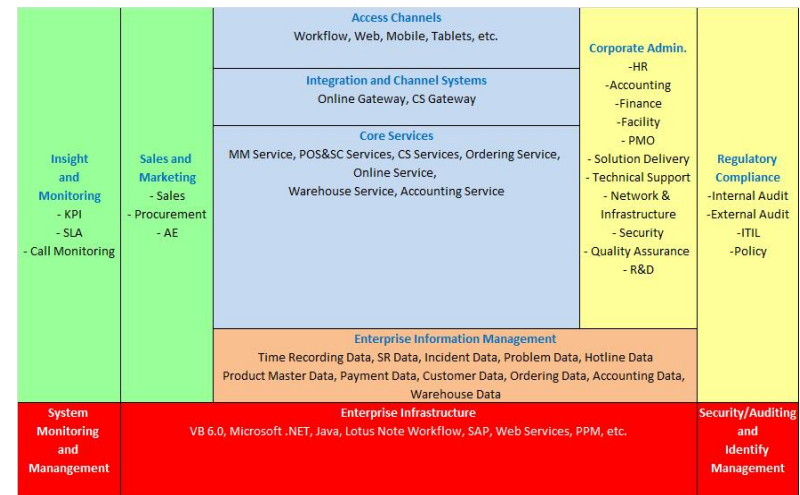 Access Channels
Workflow, Web, Mobile, Tablets, etc.
Integration and Channel Systems
Online Gateway, CS Gateway
Core Services
MM Service, POS&SC Services, CS Services, Ordering Service,
Online Service,
Warehouse Service, Accounting Service
Insight
and
Monitoring
- KPI
- SLA
- Call Monitoring
Sales and
Marketing
- Sales
- Procurement
- AE
Corporate Admin.
-HR
-Accounting
-Finance
-Facility
- PMO
- Solution Delivery
- Technical Support
- Network &
Infrastructure
- Security
- Quality Assurance
- R&D
Regulatory
Compliance
-Internal Audit
-External Audit
-ITIL
-Policy
Enterprise Information Management
Time Recording Data, SR Data, Incident Data, Problem Data, Hotline Data
Product Master Data, Payment Data, Customer Data, Ordering Data, Accounting Data,
Warehouse Data
System
Monitoring
and
Manangement
Enterprise Infrastructure
VB 6.0, Microsoft .NET, Java, Lotus Note Workflow, SAP, Web Services, PPM, etc.
Security/Auditing
and
Identify
Management